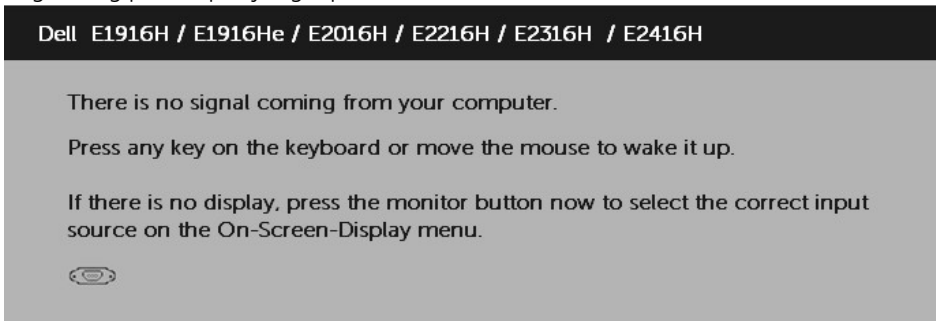 Dell E1916H / E1916He / E2016H / E2216H / E2316H / E2416H
There is no signal coming from your computer.
Press any key on the keyboard or move the mouse to wake it up.
If there is no display, press the monitor button now to select the correct input
source on the On-Screen-Display menu.